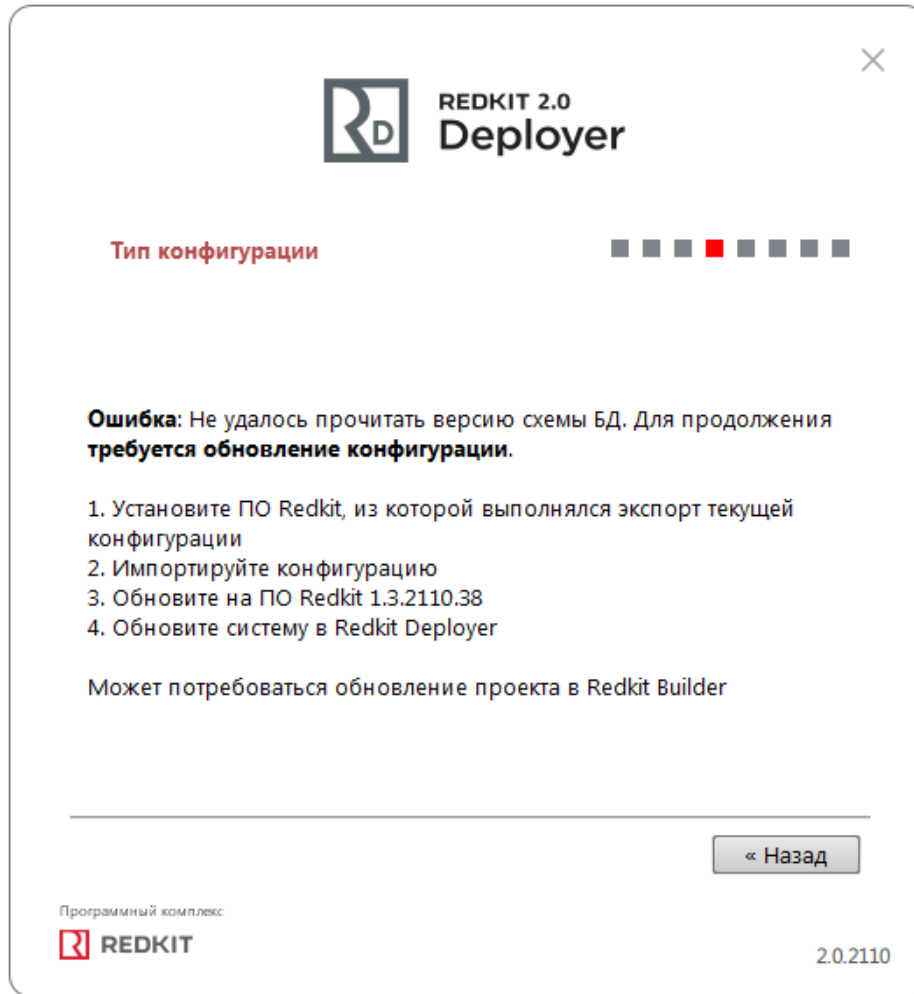 REDKIT 2.0
Deployer
Тип конфигурации
Ошибка: Не удалось прочитать версию схемы БД. Для продолжения
требуется обновление конфигурации.
1. Установите ПО Redkit, из которой выполнялся экспорт текущей
конфигурации
2. Импортируйте конфигурацию
3. Обновите на ПО Redkit 1.3.2110.38
4. Обновите систему в Redkit Deployer
Может потребоваться обновление проекта в Redkit Builder
« Назад
Программный комплекс
REDKIT
2.0.2110